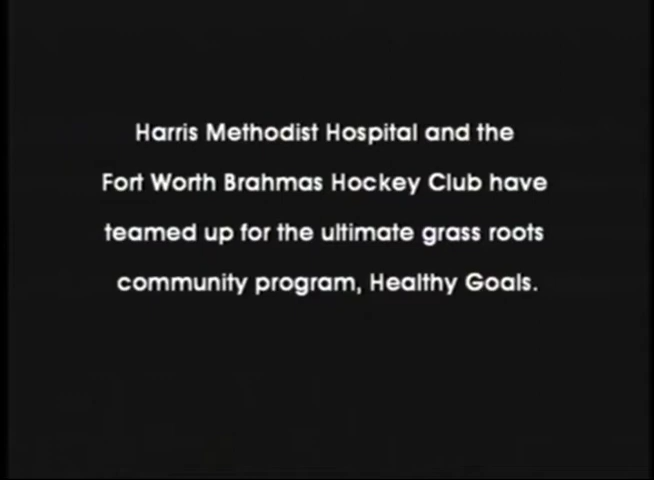 Harris Methodist Hospital and the
Fort Worth Brahmas Hockey Club have
teamed up for the ultimate grass roots
community program, Healthy Goals.